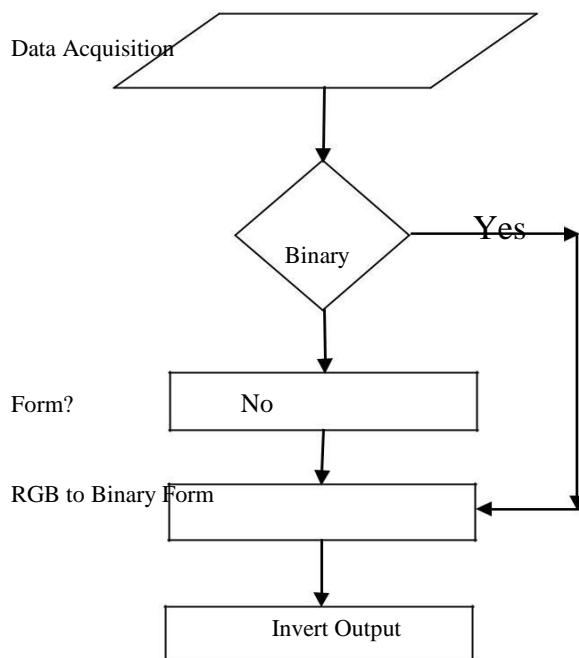 Data Acquisition
Yes
Binary
Form?
No
RGB to Binary Form
Invert Output